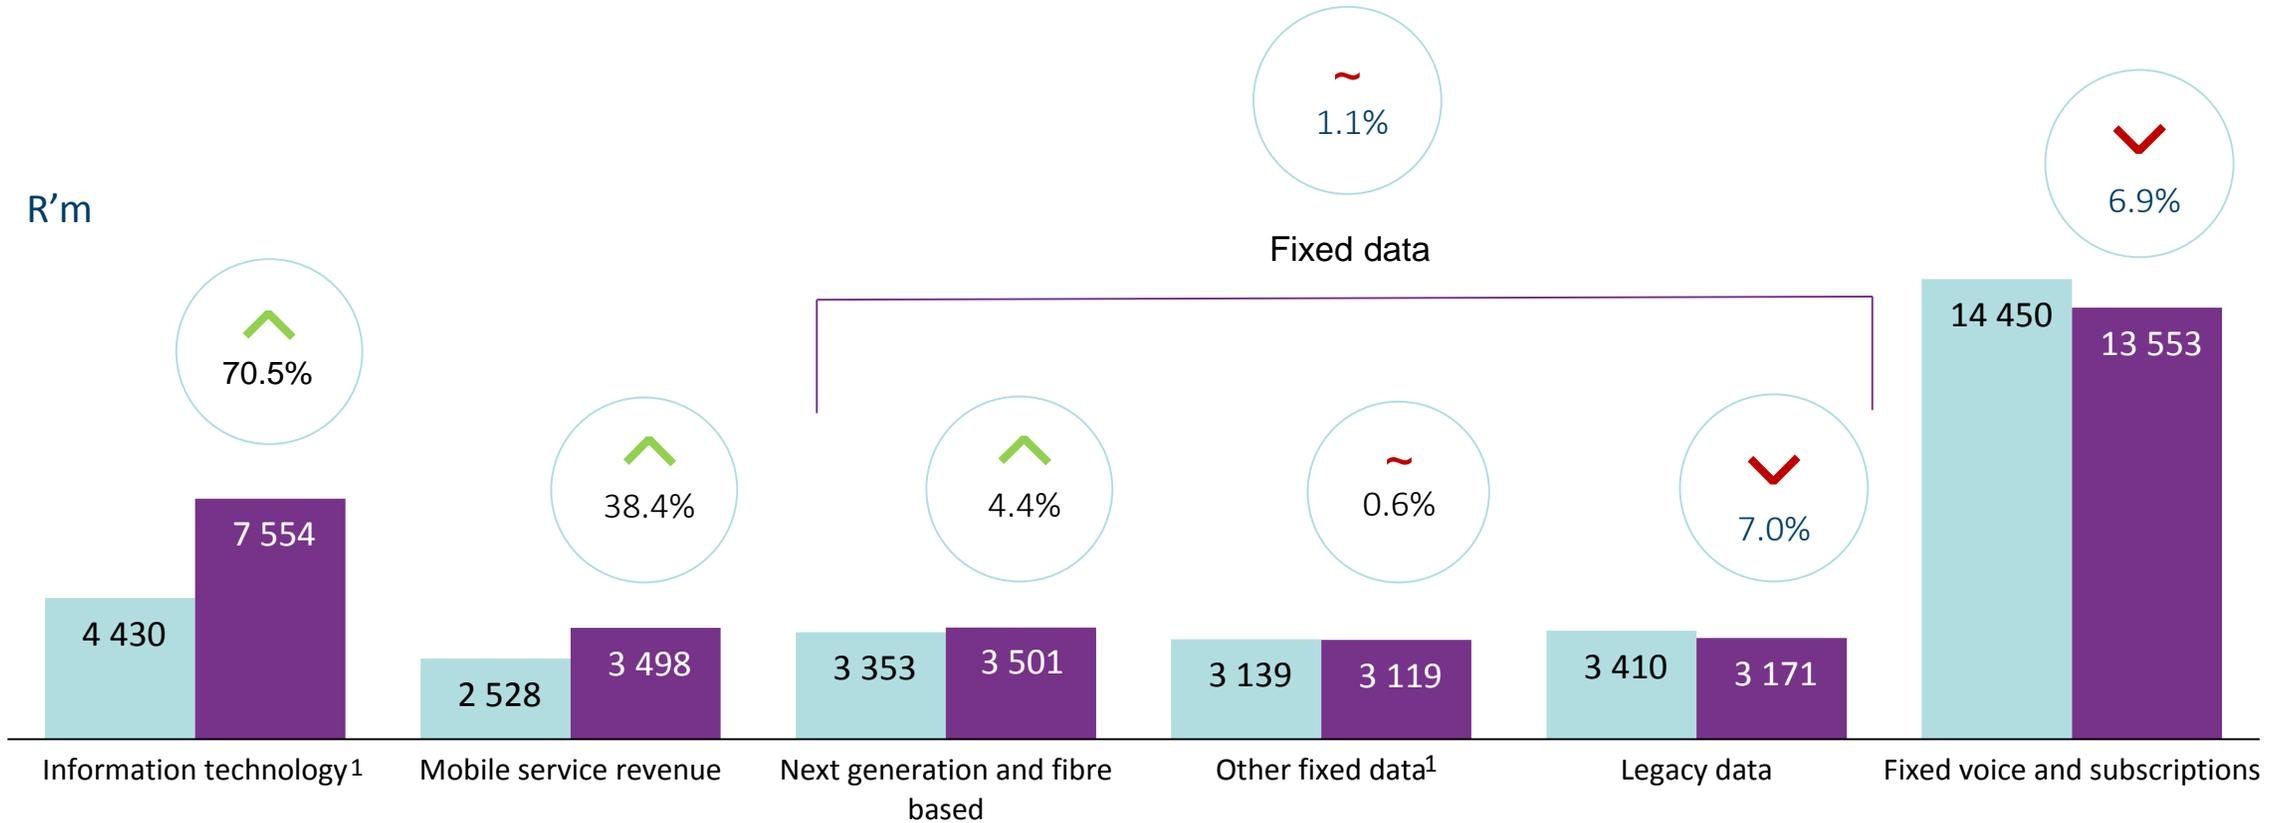 ~
1.1%
6.9%
R’m
Fixed data
70.5%
14 450
13 553
38.4%
4.4%
~
0.6%
7.0%
7 554
4 430
2 528
3 498
3 353
3 501
3 139
3 119
3 410
3 171
Information technology1
Mobile service revenue
Next generation and fibre
based
Other fixed data1
Legacy data
Fixed voice and subscriptions